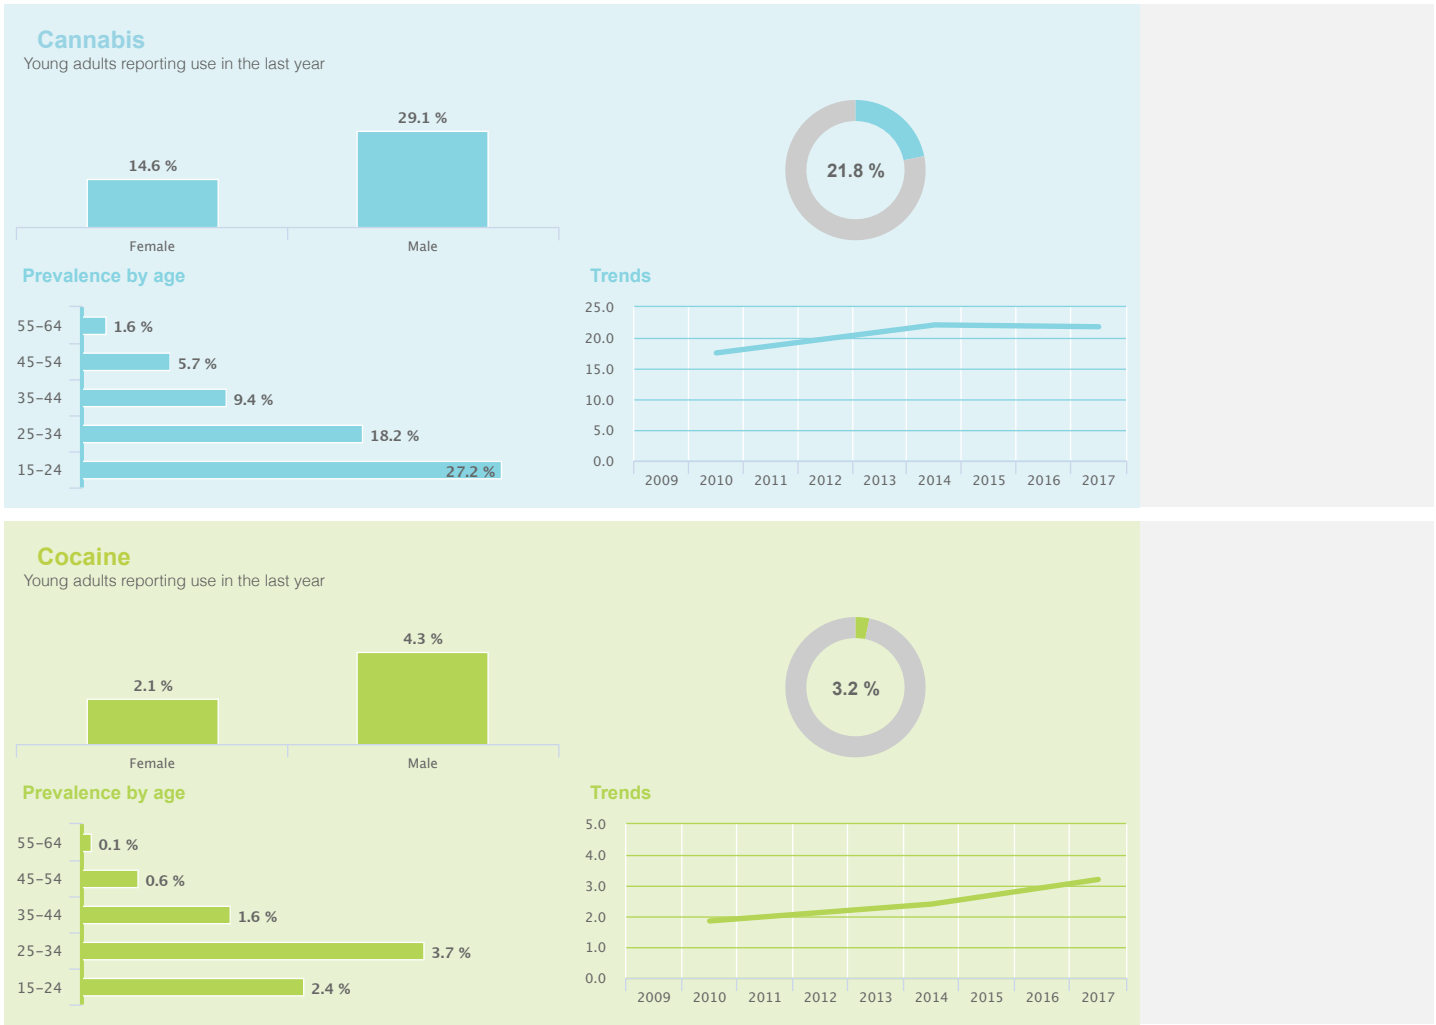 Cannabis
Young adults reporting use in the last year
29.1 %
14.6 %
Female Male
21.8 %
Prevalence by age
55-64 1.6 %
45-54 5.7 %
35-44 9.4 %
25-34 18.2 %
15-24 27.2 %
Trends
25.0
20.0
15.0
10.0
5.0
0.0
2009 2010 2011 2012 2013 2014 2015 2016 2017
Cocaine
Young adults reporting use in the last year
4.3 %
2.1 %
Female Male
3.2 %
Prevalence by age
55-64 0.1 %
45-54 0.6 %
35-44 1.6 %
25-34 3.7 %
15-24 2.4 %
Trends
5.0
4.0
3.0
2.0
1.0
0.0
2009 2010 2011 2012 2013 2014 2015 2016 2017